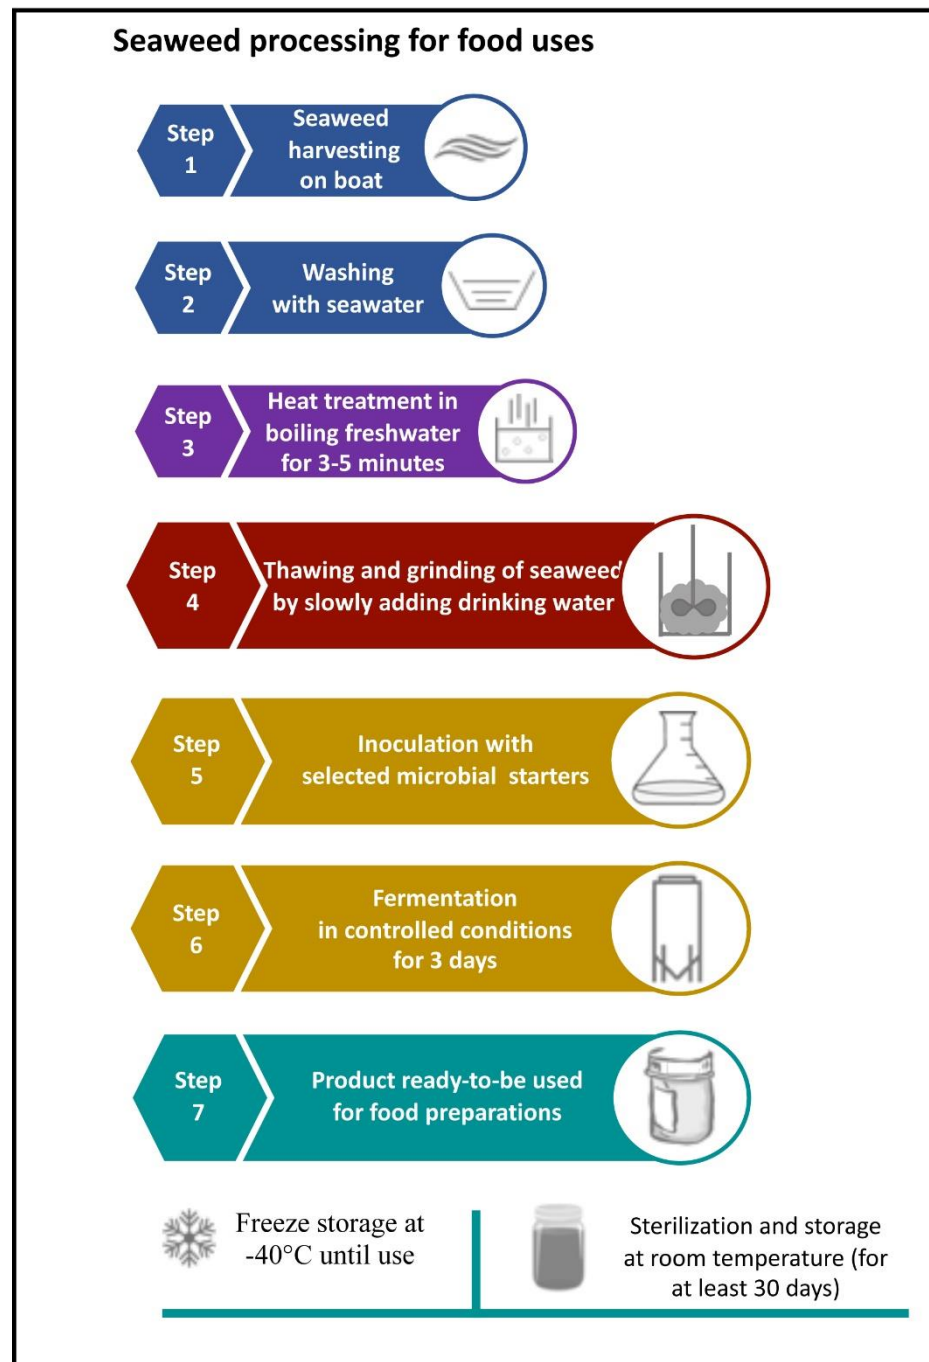 Seaweed processing for food uses
Step
1
Seaweed
harvesting
on boat
Step
2
Washing
with seawater
Step
3
Heat treatment in
boiling freshwater
for 3-5 minutes
Step
4
Thawing and grinding of seaweed
by slowly adding drinking water
Step
5
Inoculation with
selected microbial starters
Step
6
Fermentation
in controlled conditions
for 3 days
Step
7
Product ready-to-be used
for food preparations
Freeze storage at
-40°C until use
Sterilization and storage
at room temperature (for
at least 30 days)